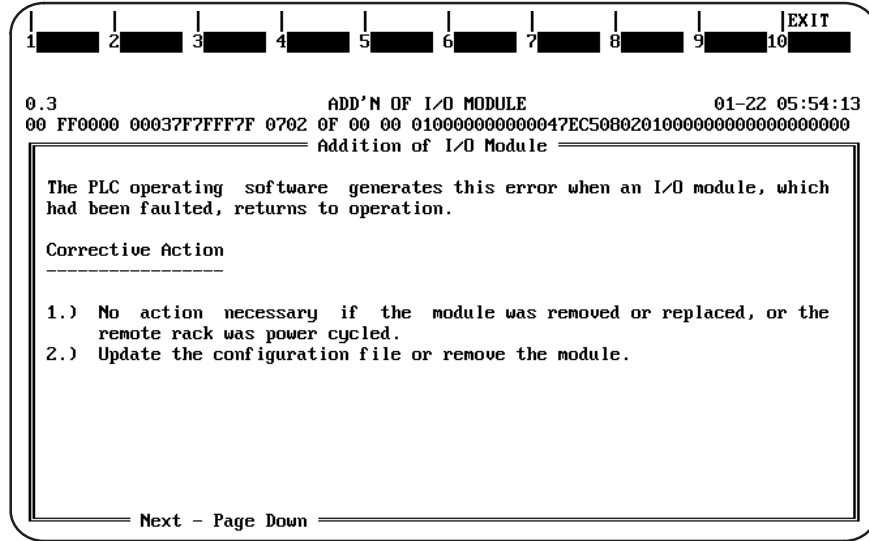 EXIT
1 2 3 4 5 6 7 8 9 10
0.3 ADD'N OF I/O MODULE 01-22 05:54:13
00 FF0000 00037F7FFF7F 0702 0F 00 00 010000000000047EC5080201000000000000000000
Addition of I/O Module
The PLC operating software generates this error when an I/O module, which
had been faulted, returns to operation.
Corrective Action
-----------------
1.) No action necessary if the module was removed or replaced, or the
remote rack was power cycled.
2.) Update the configuration file or remove the module.
Next - Page Down